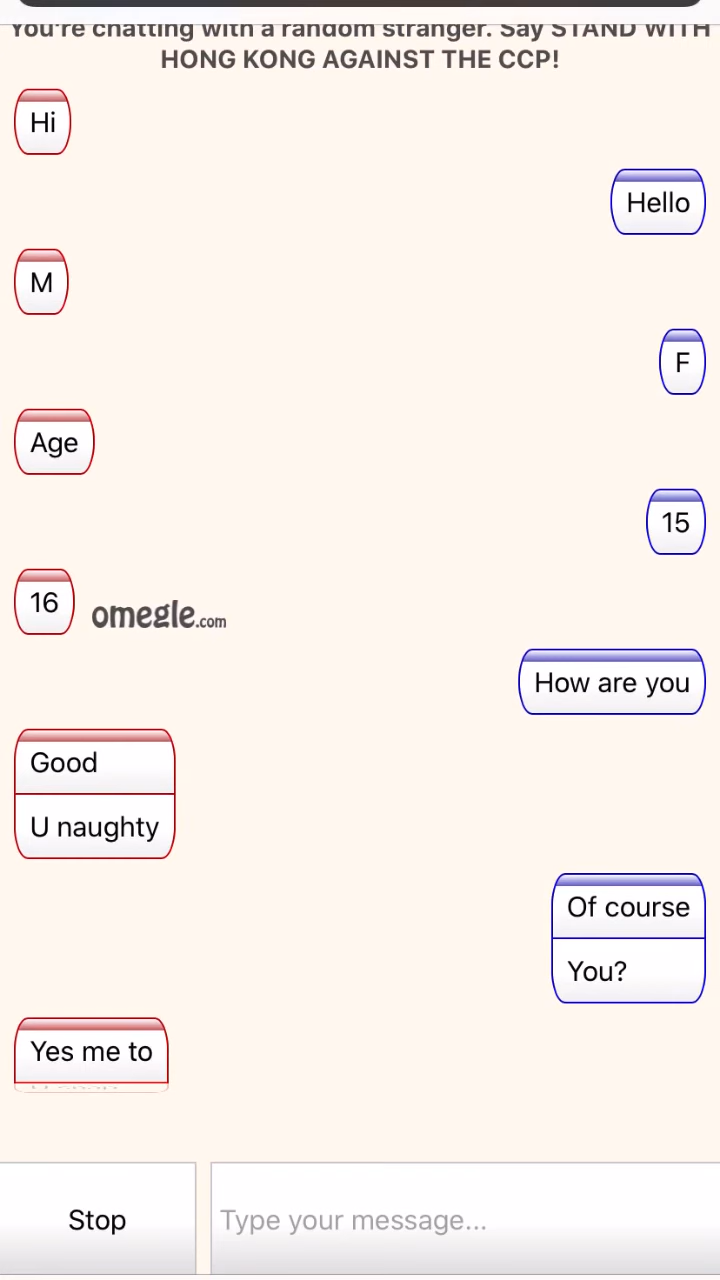 You're chatting with a random stranger. Say STAND WITH
HONG KONG AGAINST THE CCP!
Hi
Hello
M
F
Age
15
16
omegle.com
How are you
Good
U naughty
Of course
You?
Yes me to
Stop
Type your message...